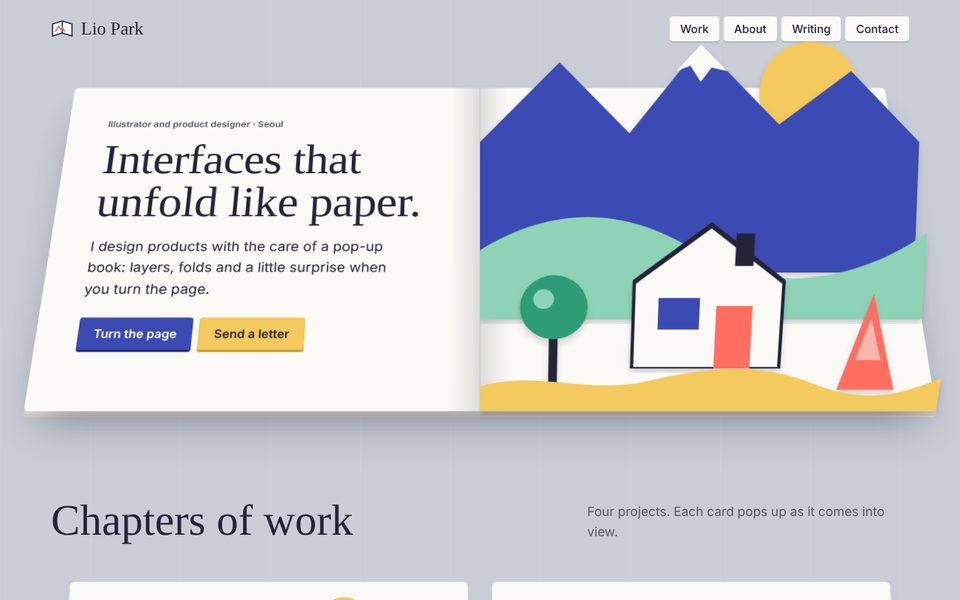 Lio Park
Work
About
Writing
Contact
Illustrator and product designer · Seoul
Interfaces that
unfold like paper.
I design products with the care of a pop-up
book: layers, folds and a little surprise when
you turn the page.
Turn the page
Send a letter
Chapters of work
Four projects. Each card pops up as it comes into
view.